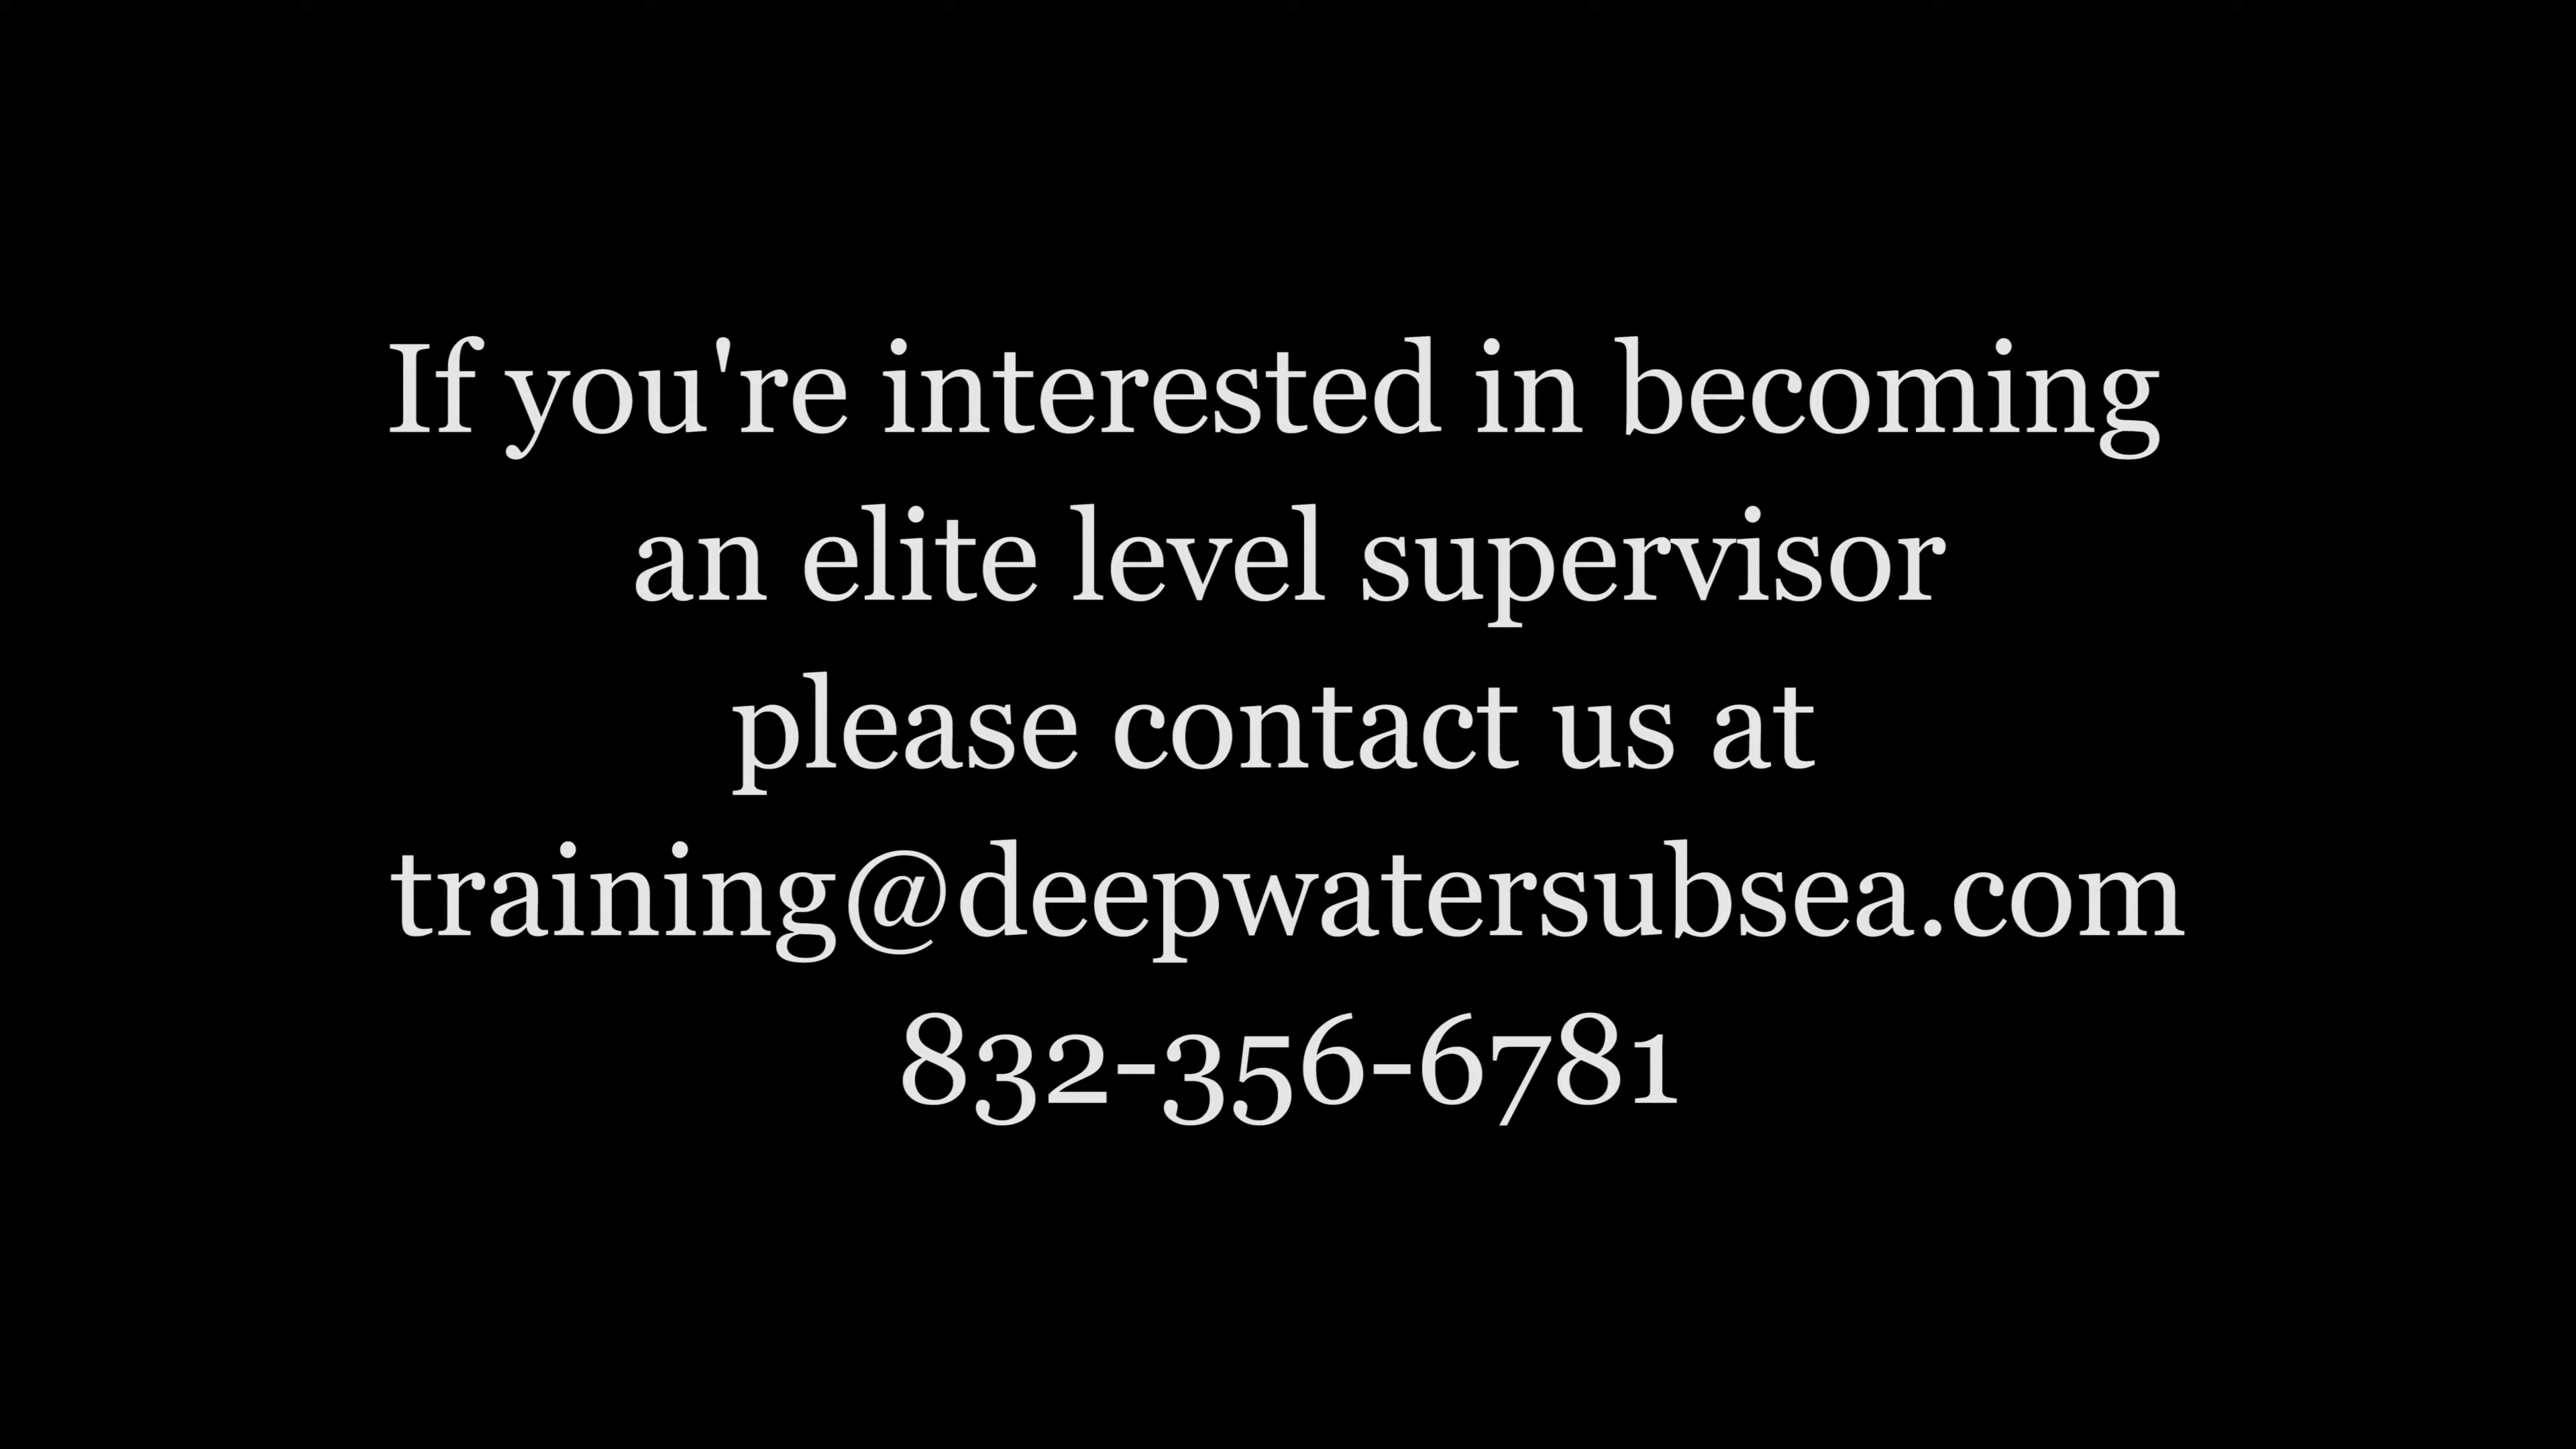 If you're interested in becoming
an elite level supervisor
please contact us at
training@deepwatersubsea.com
832-356-6781